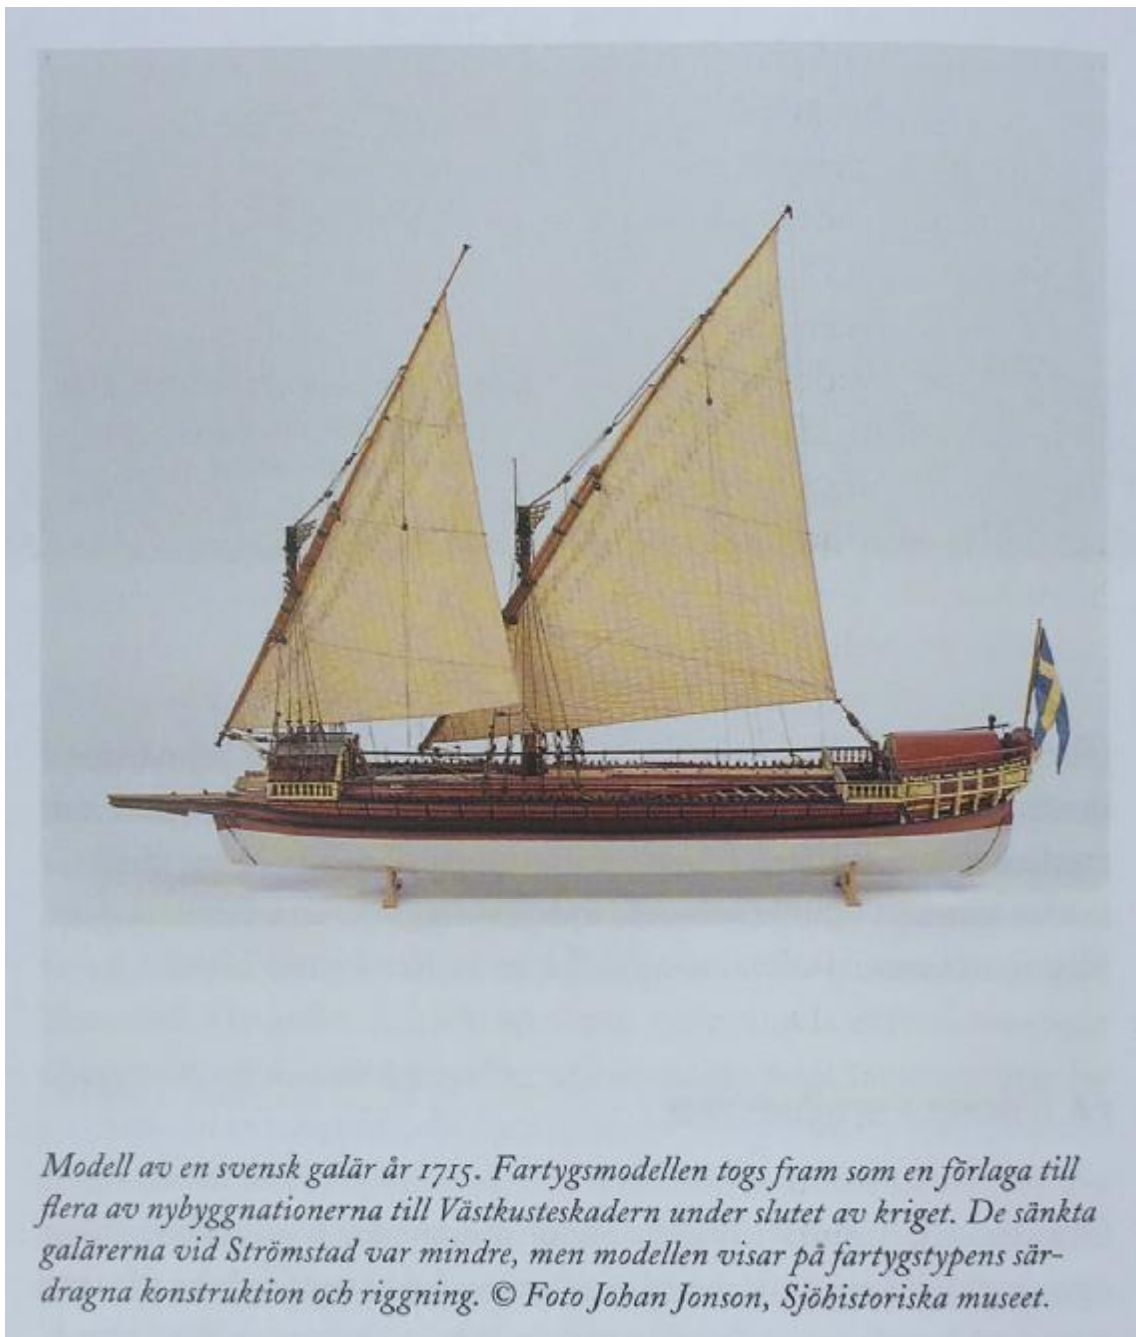 Modell av en svensk galär år 1715. Fartygsmodellen togs fram som en förlaga till
flera av nybyggnationerna till Västkusteskadern under slutet av kriget. De sänkta
galärerna vid Strömstad var mindre, men modellen visar på fartygstypens sär-
dragna konstruktion och riggning. © Foto Johan Jonson, Sjöhistoriska museet.